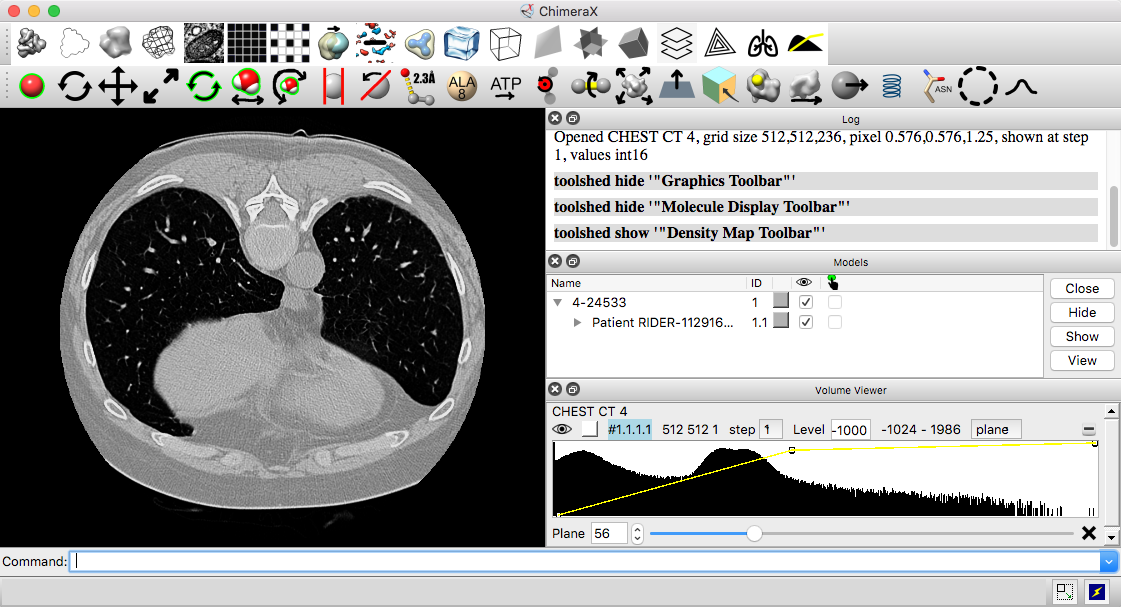 ChimeraX
2.3Å
ALA
8
ATP
ASN
Log
Opened CHEST CT 4, grid size 512,512,236, pixel 0.576,0.576,1.25, shown at step
1, values int16
toolshed hide '"Graphics Toolbar"'
toolshed hide '"Molecule Display Toolbar"'
toolshed show '"Density Map Toolbar"'
Models
Name ID
4-24533 1
Patient RIDER-112916... 1.1
Close
Hide
Show
View
Volume Viewer
CHEST CT 4
#1.1.1.1 512 512 1 step 1 Level -1000 -1024 - 1986 plane
Plane 56
Command: